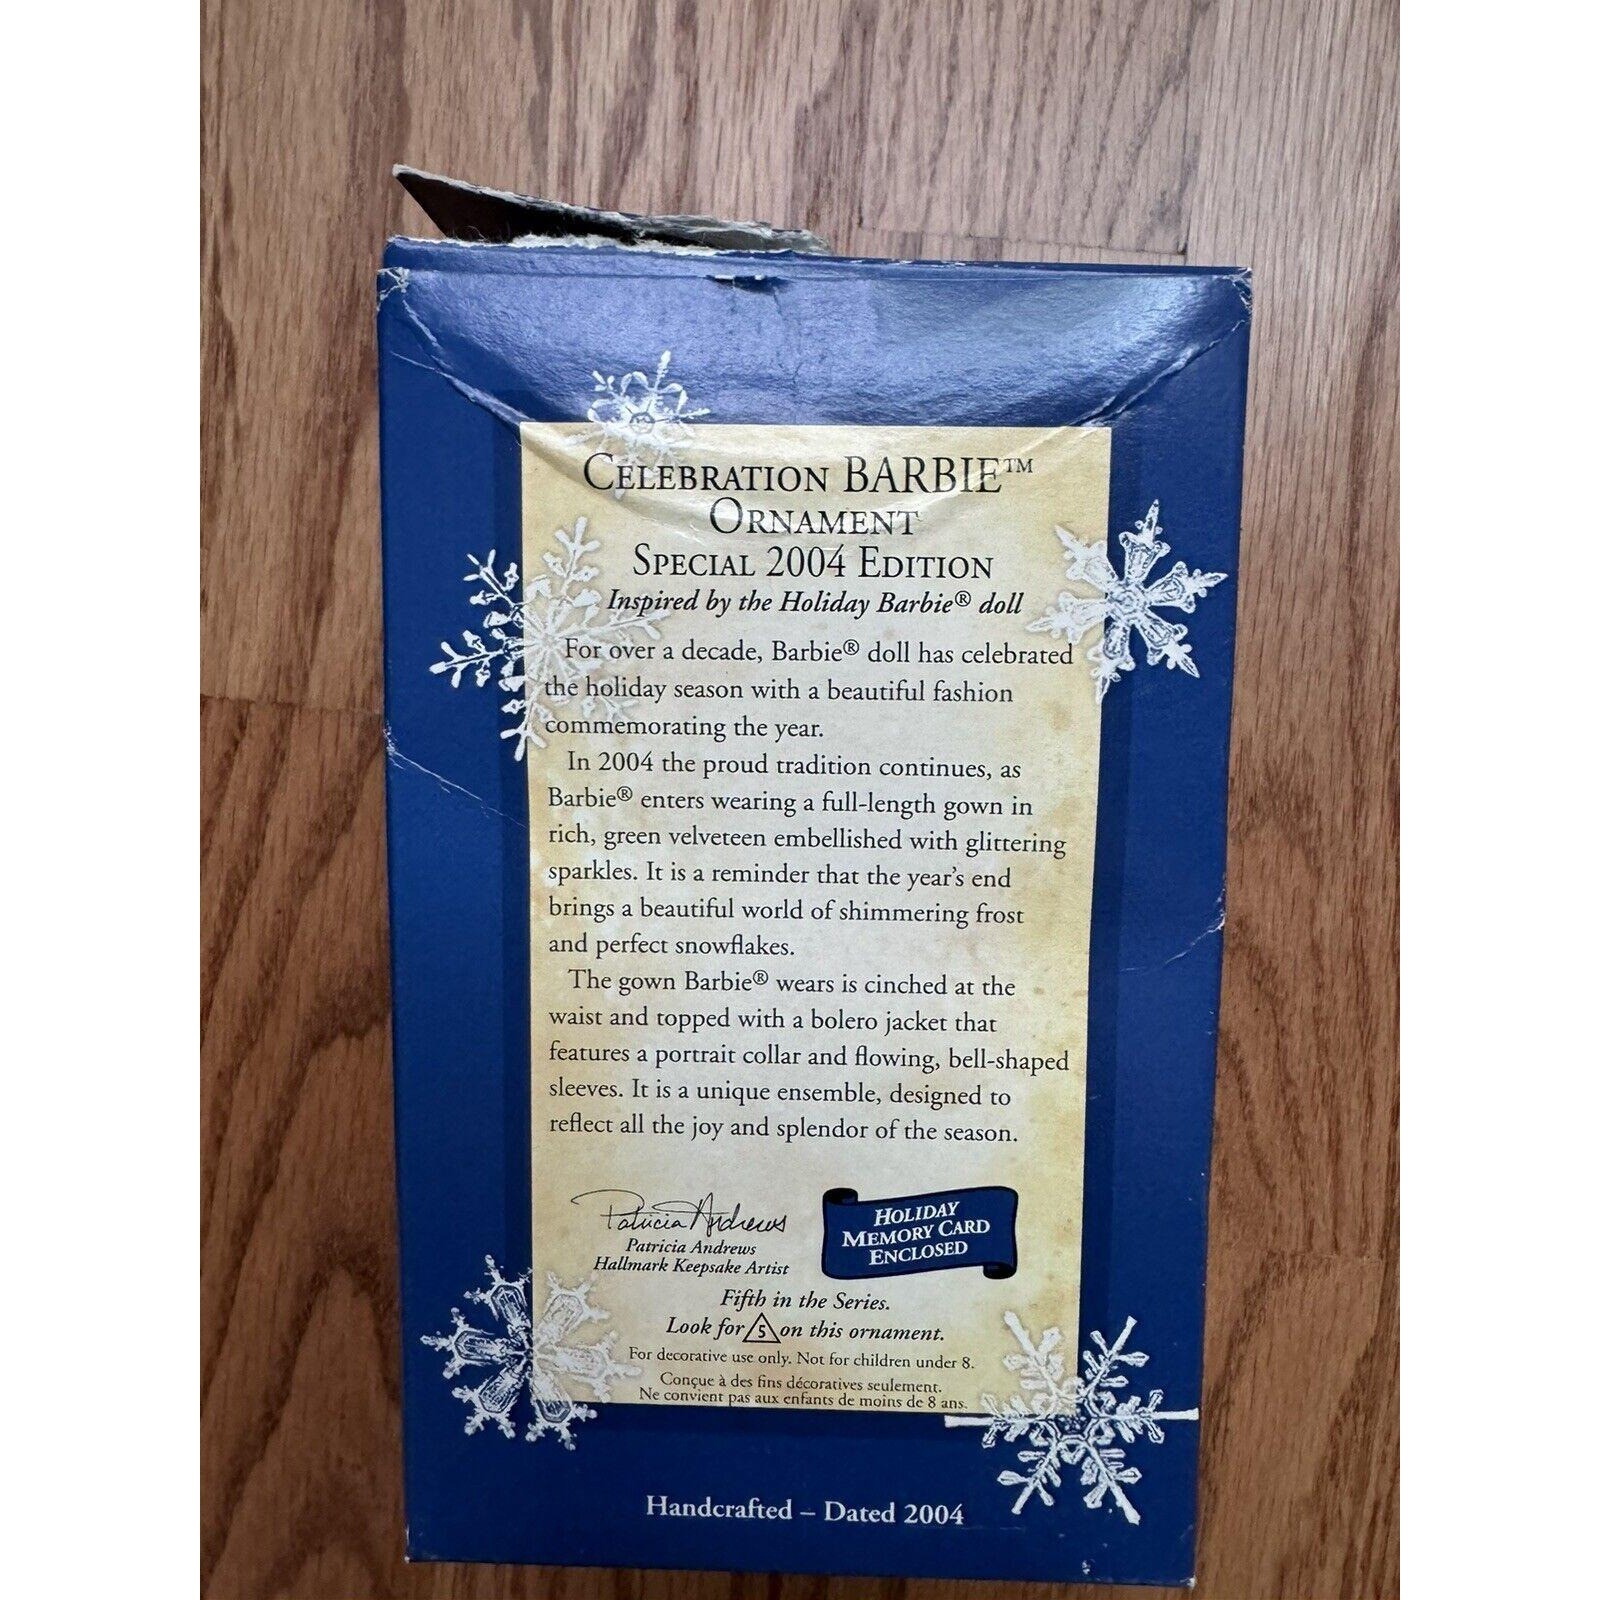 CELEBRATION BARBIE™
ORNAMENT
SPECIAL 2004 EDITION
Inspired by the Holiday Barbie® doll
For over a decade, Barbie® doll has celebrated
the holiday season with a beautiful fashion
commemorating the year.
In 2004 the proud tradition continues, as
Barbie® enters wearing a full-length gown in
rich, green velveteen embellished with glittering
sparkles. It is a reminder that the year's end
brings a beautiful world of shimmering frost
and perfect snowflakes.
The gown Barbie® wears is cinched at the
waist and topped with a bolero jacket that
features a portrait collar and flowing, bell-shaped
sleeves. It is a unique ensemble, designed to
reflect all the joy and splendor of the season.
Patricia Andrews
Patricia Andrews
Hallmark Keepsake Artist
HOLIDAY
MEMORY CARD
ENCLOSED
Fifth in the Series.
Look for 5 on this ornament.
For decorative use only. Not for children under 8.
Conçue à des fins décoratives seulement.
Ne convient pas aux enfants de moins de 8 ans.
Handcrafted – Dated 2004